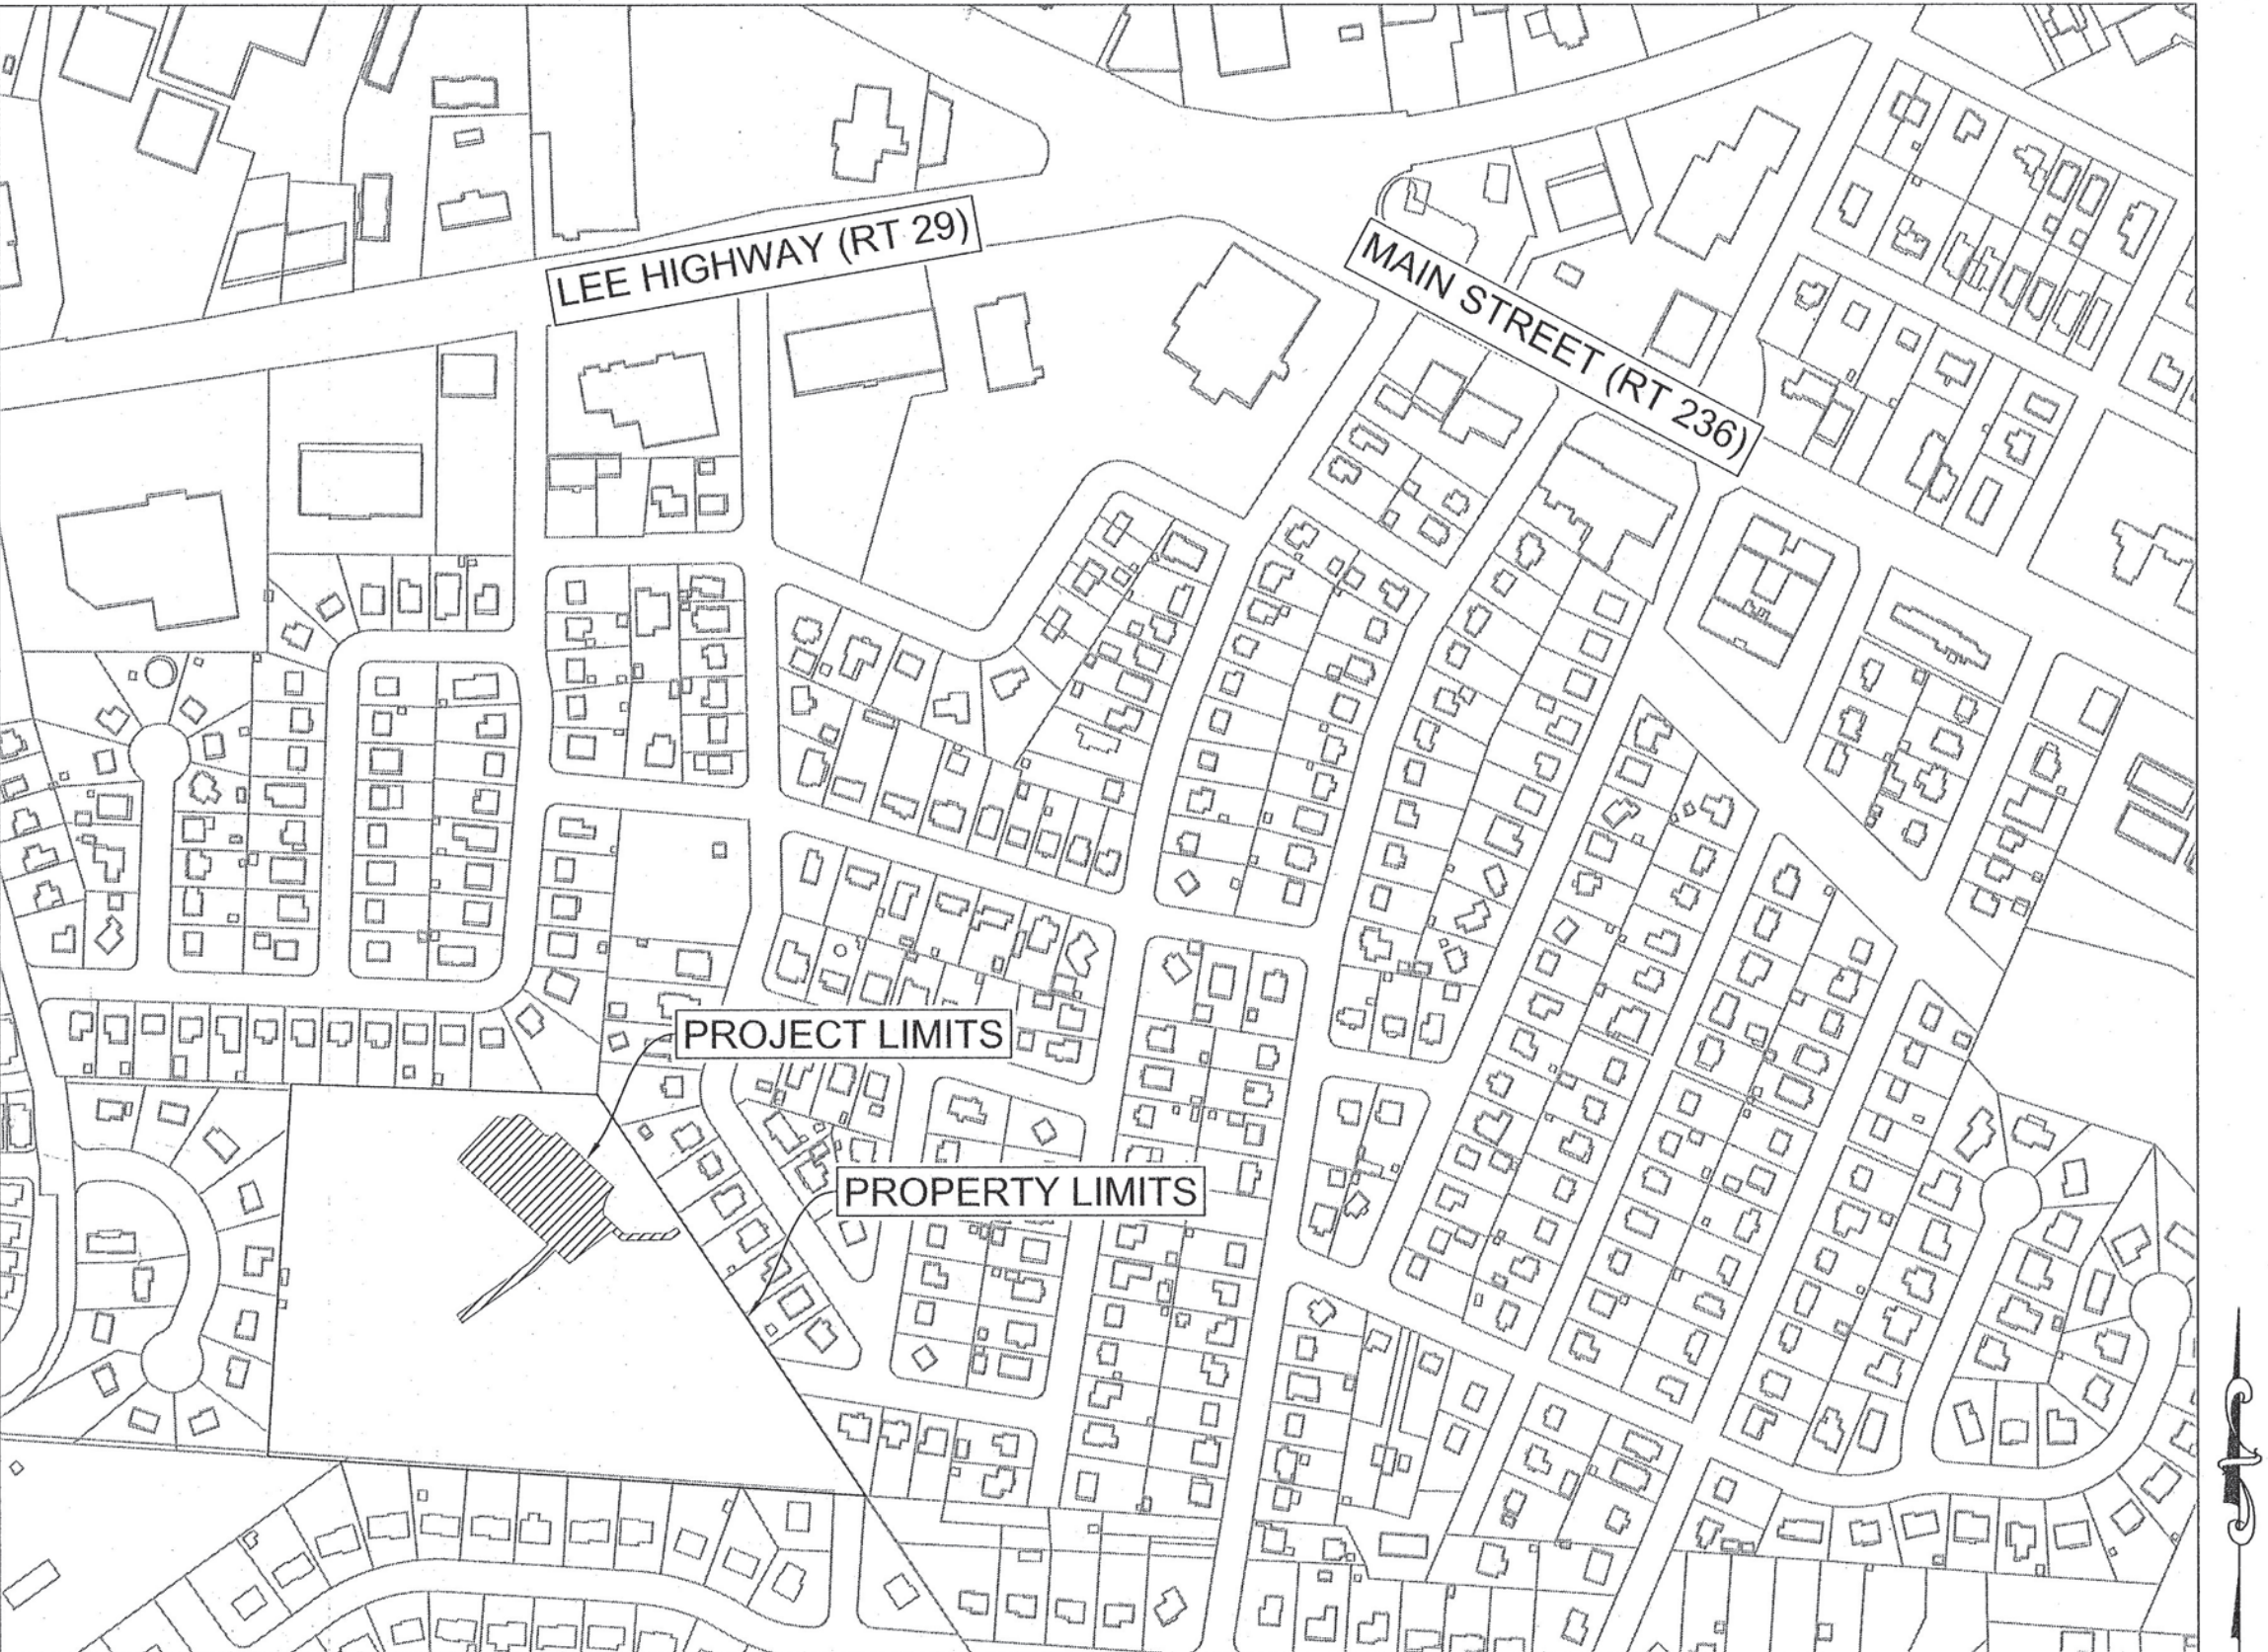 LEE HIGHWAY (RT 29)
MAIN STREET (RT 236)
PROJECT LIMITS
PROPERTY LIMITS